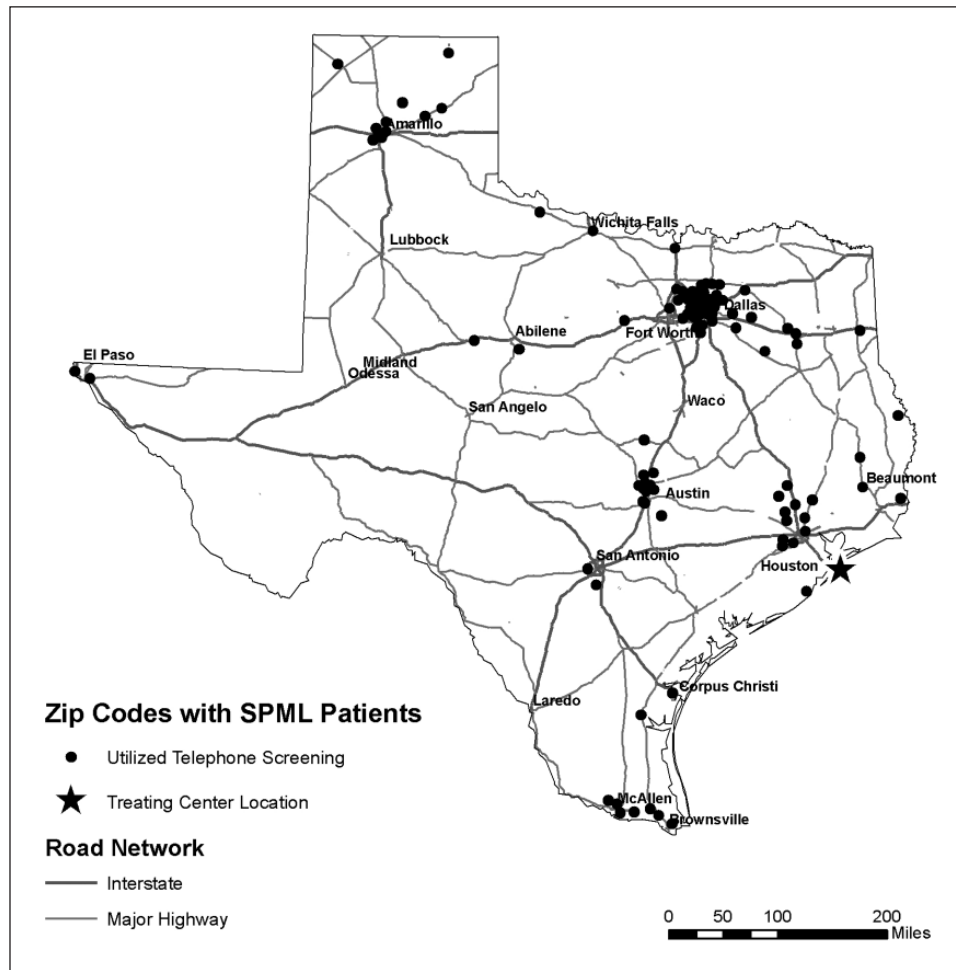 Amarillo
Wichita Falls
Lubbock
Dallas
Abilene
Fort Worth
El Paso
Midland
Odessa
Waco
San Angelo
Beaumont
Austin
San Antonio
Houston
Corpus Christi
Laredo
Zip Codes with SPML Patients
Utilized Telephone Screening
McAllen
Treating Center Location
Brownsville
Road Network
Interstate
Major Highway
0 50 100 200
Miles